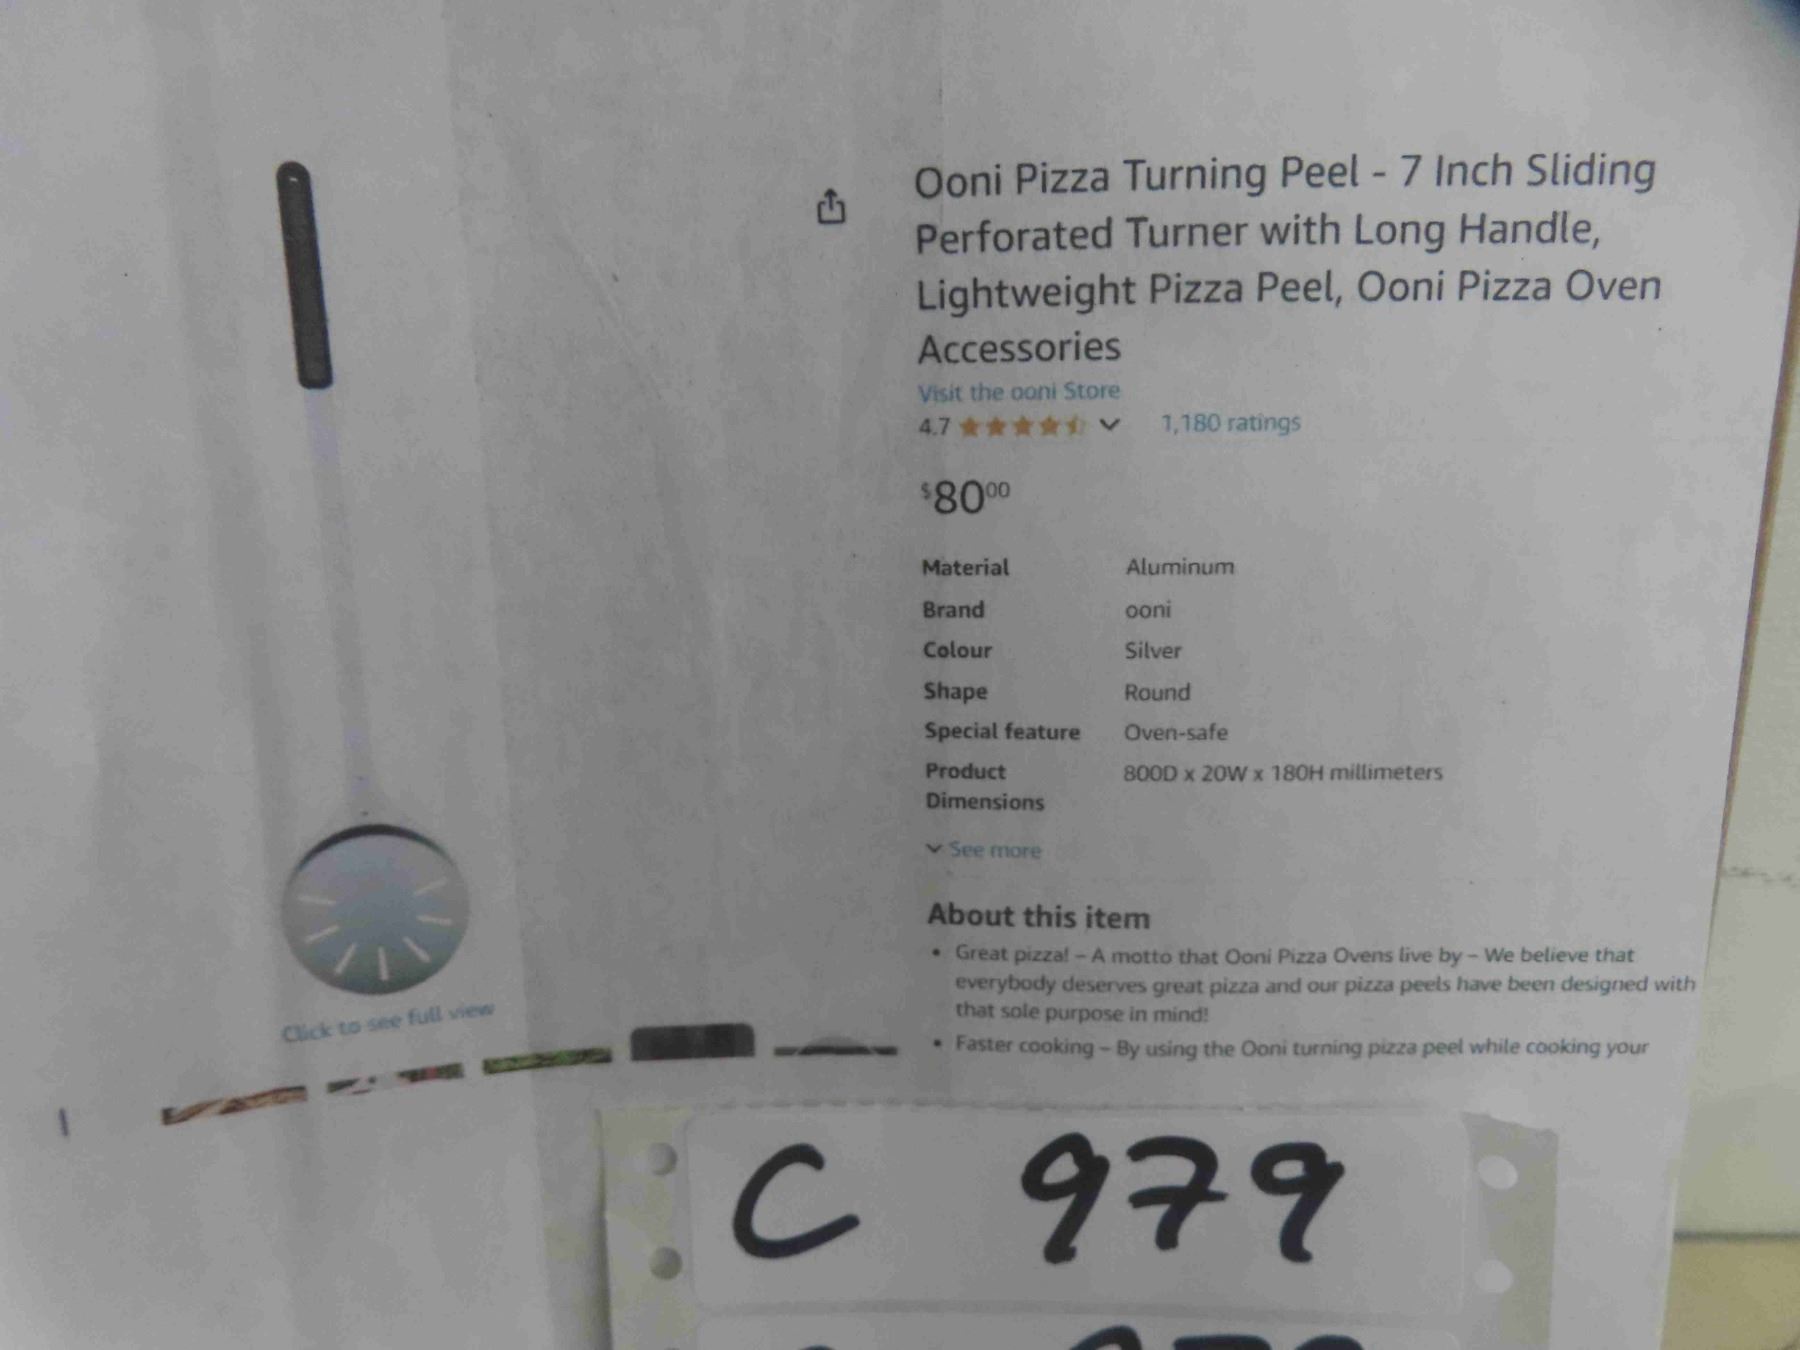 Ooni Pizza Turning Peel - 7 Inch Sliding
Perforated Turner with Long Handle,
Lightweight Pizza Peel, Ooni Pizza Oven
Accessories
Visit the ooni Store
4.7 1,180 ratings
$8000
Material Aluminum
Brand ooni
Colour Silver
Shape Round
Special feature Oven-safe
Product Dimensions 800D x 20W x 180H millimeters
See more
About this item
• Great pizza! – A motto that Ooni Pizza Ovens live by – We believe that
everybody deserves great pizza and our pizza peels have been designed with
that sole purpose in mind!
• Faster cooking – By using the Ooni turning pizza peel while cooking your
Click to see full view
C 979